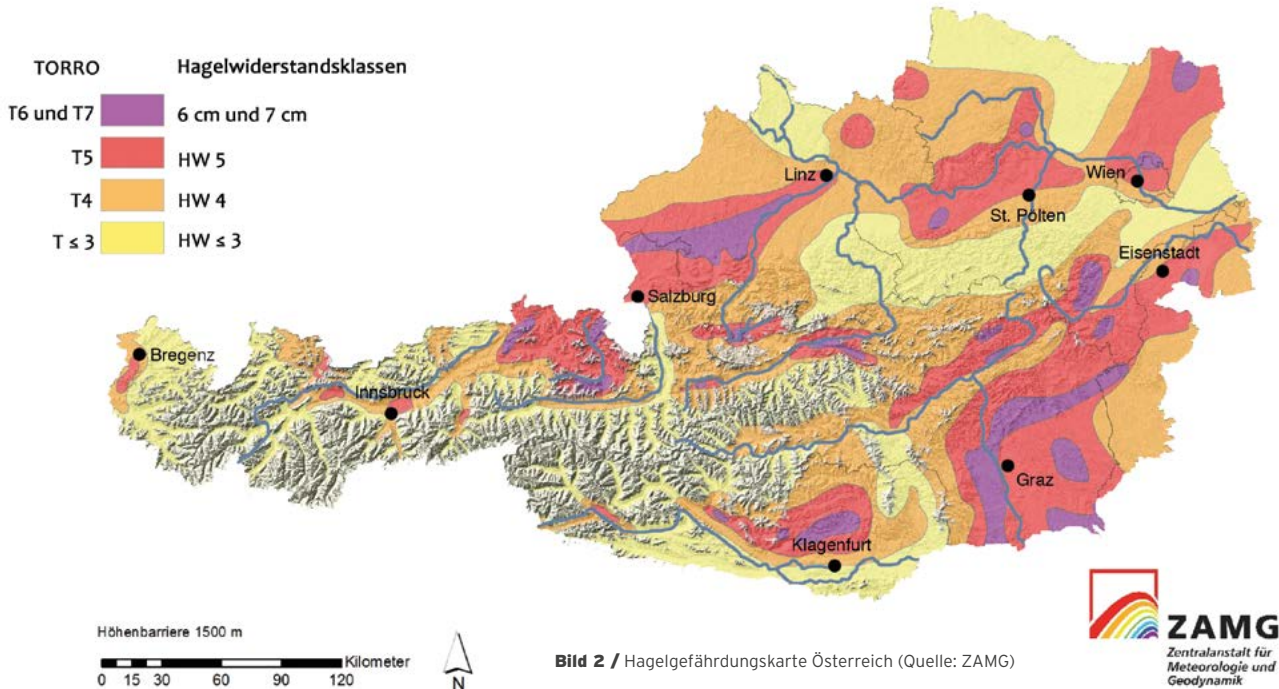 TORRO Hagelwiderstandsklassen
T6 und T7 6 cm und 7 cm
T5 HW 5
T4 HW 4
T ≤ 3 HW ≤ 3
Linz
Wien
St. Pölten
Eisenstadt
Salzburg
Bregenz
Innsbruck
Graz
Klagenfurt
Höhenbarriere 1500 m
Kilometer
0 15 30 60 90 120
N
Bild 2 / Hagelgefährdungskarte Österreich (Quelle: ZAMG)
ZAMG
Zentralanstalt für
Meteorologie und
Geodynamik